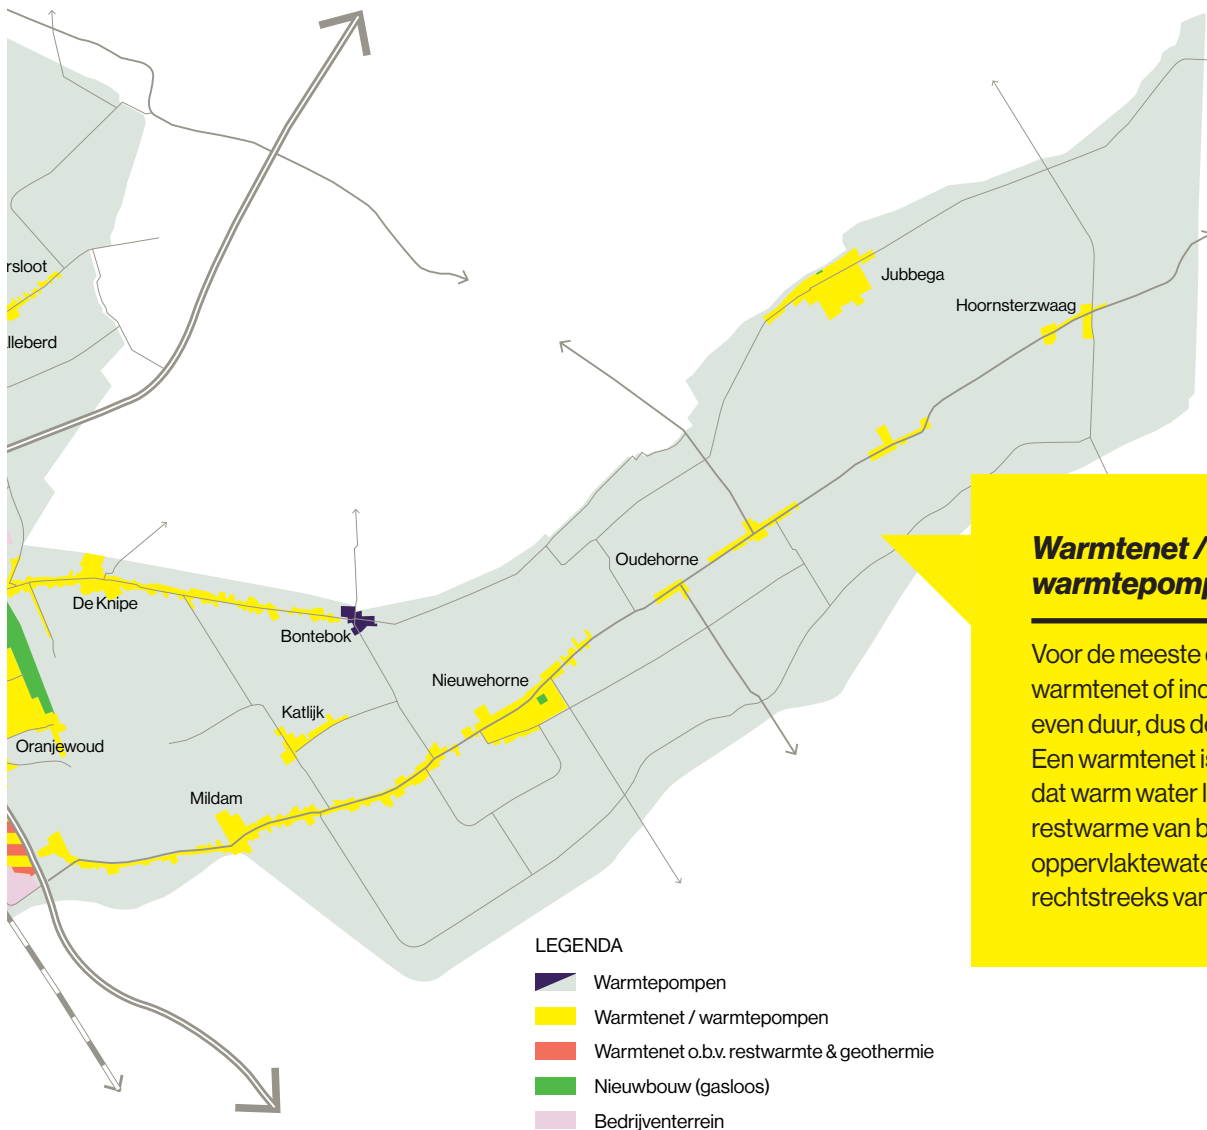 rsloot
lleberd
Jubbega
Hoornsterzwaag
Oudehorne
De Knipe
Bontebok
Nieuwehorne
Katlijk
Oranjewoud
Mildam
Warmtenet /
warmtepomp
Voor de meeste
warmtenet of ind
even duur, dus de
Een warmtenet is
dat warm water l
restwarme van b
oppervlaktewate
rechtstreeks van
LEGENDA
Warmtepompen
Warmtenet / warmtepompen
Warmtenet o.b.v. restwarmte & geothermie
Nieuwbouw (gasloos)
Bedrijventerrein